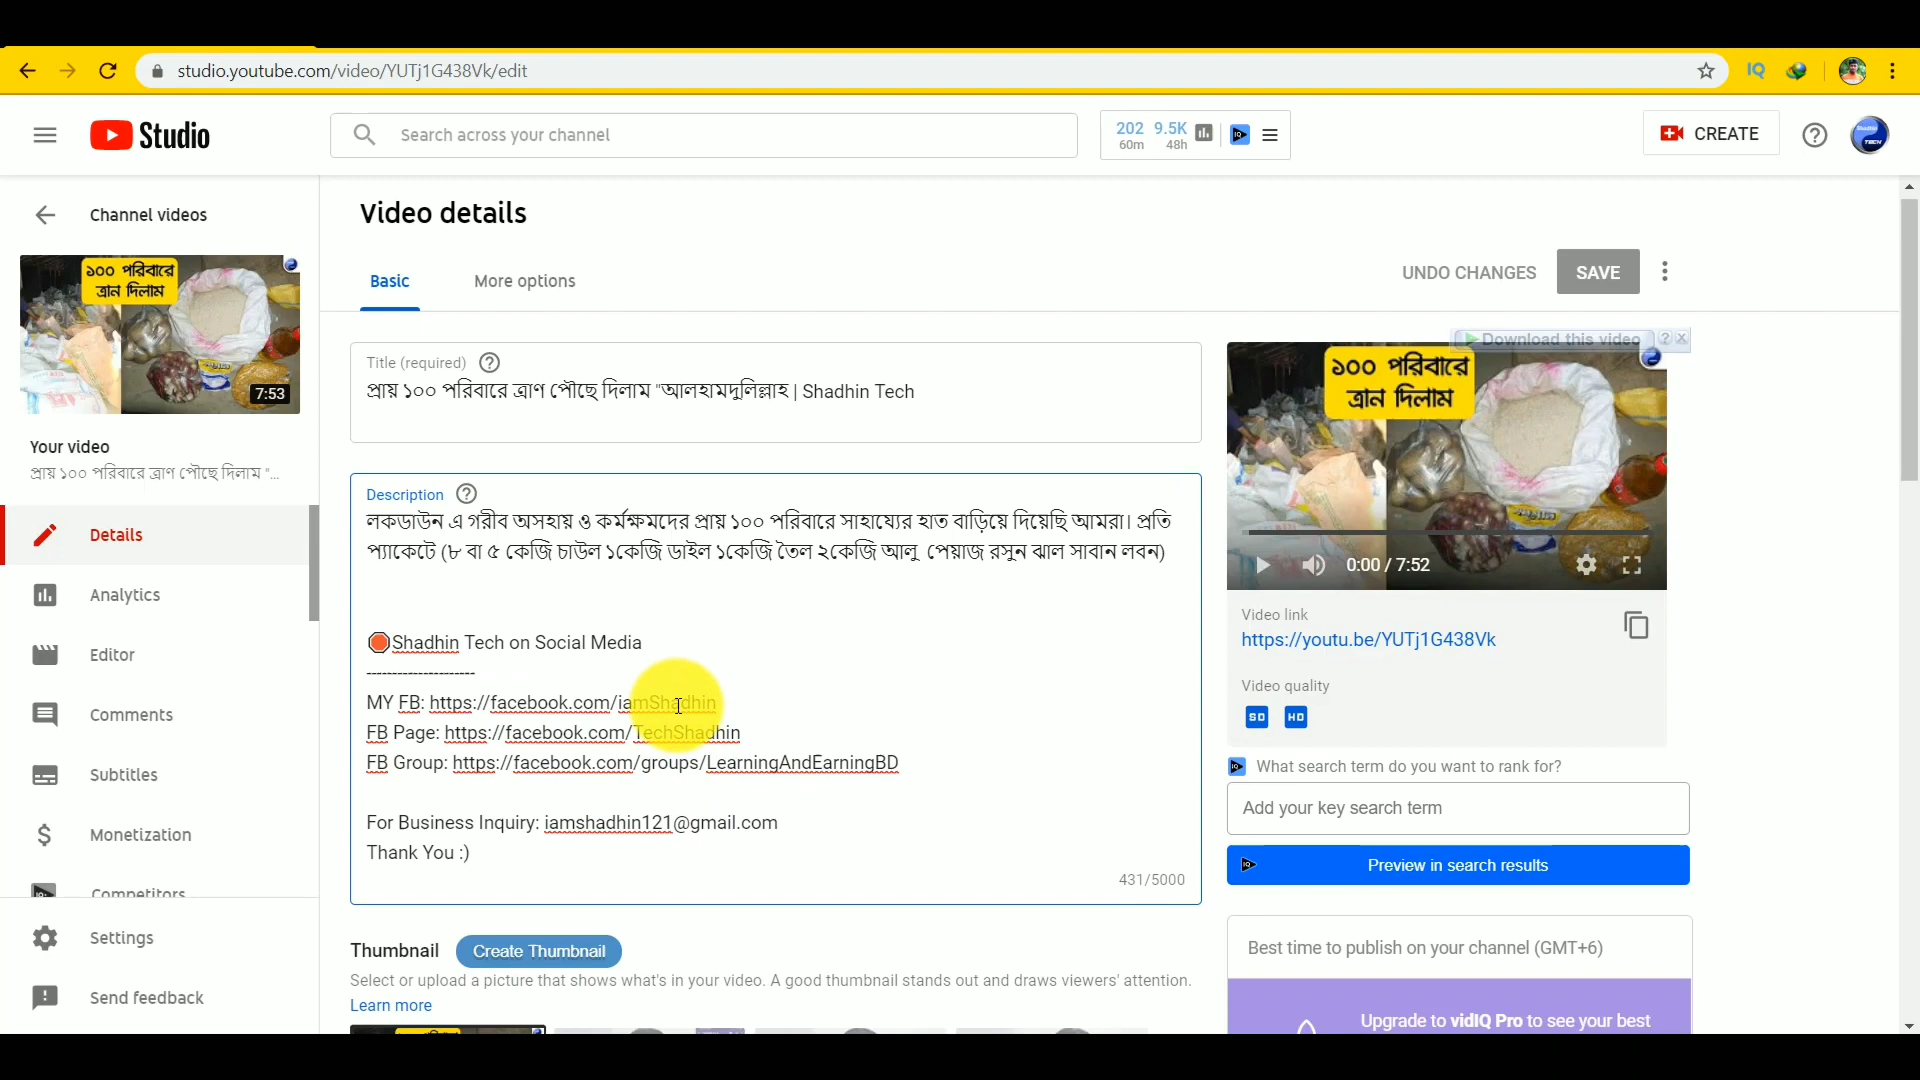 studio.youtube.com/video/YUTj1G438Vk/edit
Studio
Search across your channel
202 9.5K
60m 48h
CREATE
Channel videos
১০০ পরিবারে
ত্রান দিলাম
7:53
Your video
প্রায় ১০০ পরিবারে ত্রাণ পৌছে দিলাম "...
Details
Analytics
Editor
Comments
Subtitles
Monetization
Competitors
Settings
Send feedback
Video details
Basic
More options
UNDO CHANGES
SAVE
Title (required)
প্রায় ১০০ পরিবারে ত্রাণ পৌছে দিলাম "আলহামদুলিল্লাহ | Shadhin Tech
Description
লকডাউন এ গরীব অসহায় ও কর্মক্ষমদের প্রায় ১০০ পরিবারে সাহায্যের হাত বাড়িয়ে দিয়েছি আমরা। প্রতি
প্যাকেটে (৮ বা ৫ কেজি চাউল ১কেজি ডাইল ১কেজি তৈল ২কেজি আলু পেয়াজ রসুন ঝাল সাবান লবন)
🛑Shadhin Tech on Social Media
---------------------
MY FB: https://facebook.com/iamShadhin
FB Page: https://facebook.com/TechShadhin
FB Group: https://facebook.com/groups/LearningAndEarningBD
For Business Inquiry: iamshadhin121@gmail.com
Thank You :)
431/5000
Thumbnail
Create Thumbnail
Select or upload a picture that shows what's in your video. A good thumbnail stands out and draws viewers' attention.
Learn more
Download this video
১০০ পরিবারে
ত্রান দিলাম
0:00 / 7:52
Video link
https://youtu.be/YUTj1G438Vk
Video quality
SD HD
What search term do you want to rank for?
Add your key search term
Preview in search results
Best time to publish on your channel (GMT+6)
Upgrade to vidIQ Pro to see your best